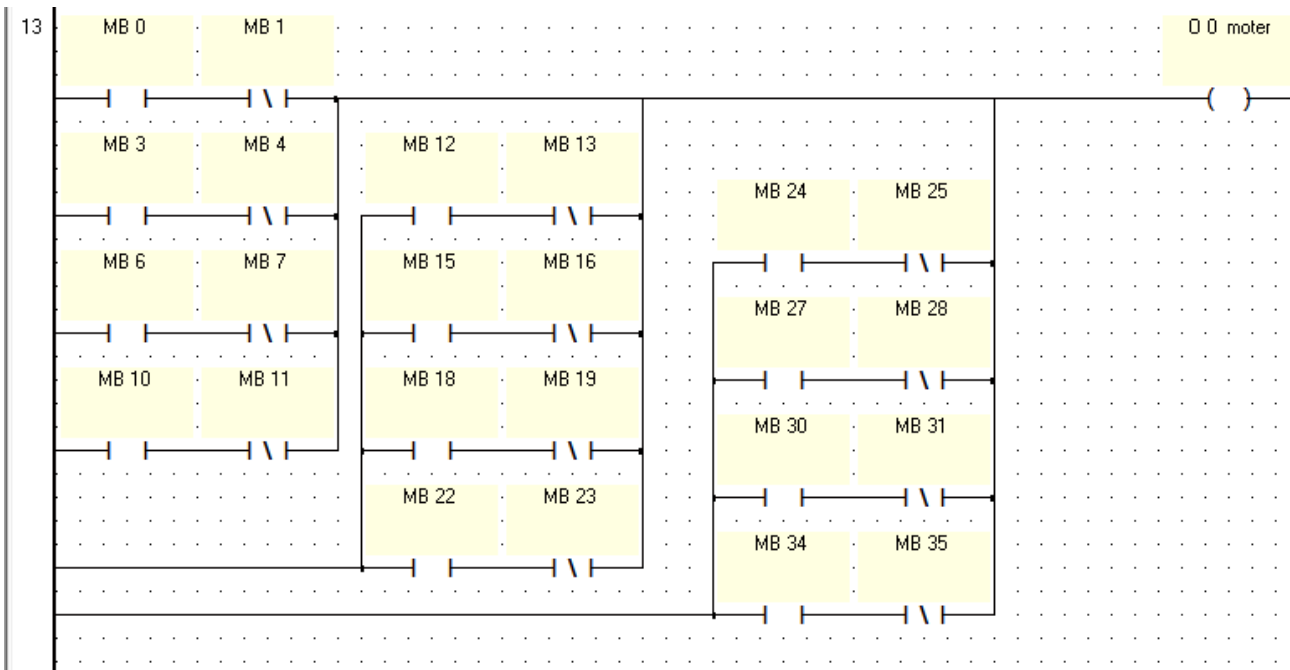 13 MB 0 MB 1 O 0 moter
MB 3 MB 4 MB 12 MB 13
MB 24 MB 25
MB 6 MB 7 MB 15 MB 16
MB 27 MB 28
MB 10 MB 11 MB 18 MB 19
MB 30 MB 31
MB 22 MB 23
MB 34 MB 35